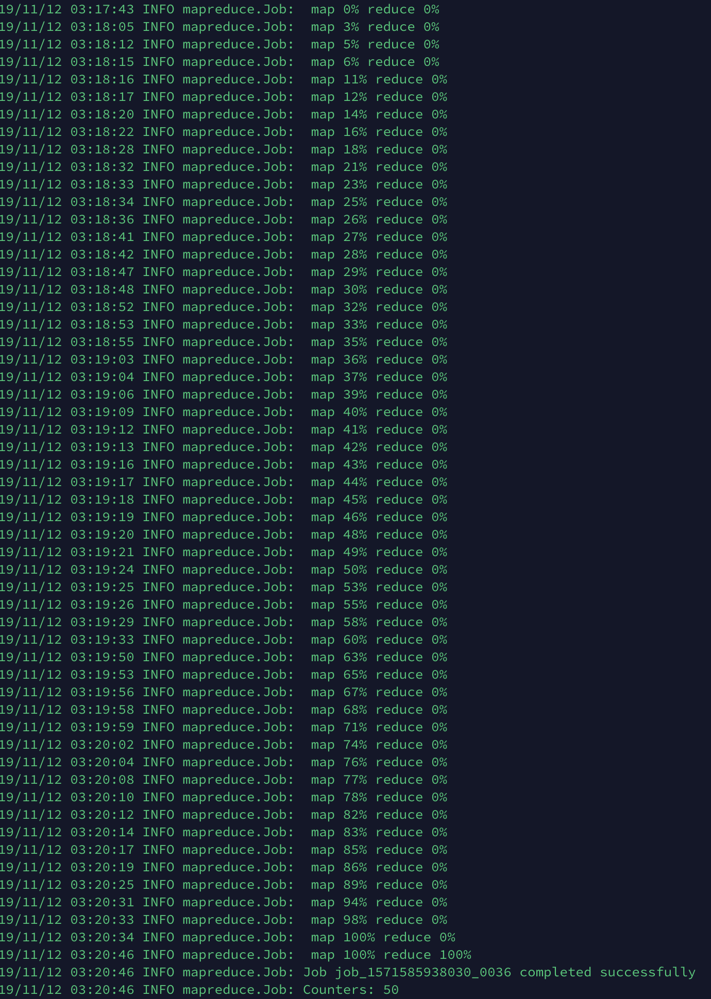 19/11/12 03:17:43 INFO mapreduce.Job:  map 0% reduce 0%
19/11/12 03:18:05 INFO mapreduce.Job:  map 3% reduce 0%
19/11/12 03:18:12 INFO mapreduce.Job:  map 5% reduce 0%
19/11/12 03:18:15 INFO mapreduce.Job:  map 6% reduce 0%
19/11/12 03:18:16 INFO mapreduce.Job:  map 11% reduce 0%
19/11/12 03:18:17 INFO mapreduce.Job:  map 12% reduce 0%
19/11/12 03:18:20 INFO mapreduce.Job:  map 14% reduce 0%
19/11/12 03:18:22 INFO mapreduce.Job:  map 16% reduce 0%
19/11/12 03:18:28 INFO mapreduce.Job:  map 18% reduce 0%
19/11/12 03:18:32 INFO mapreduce.Job:  map 21% reduce 0%
19/11/12 03:18:33 INFO mapreduce.Job:  map 23% reduce 0%
19/11/12 03:18:34 INFO mapreduce.Job:  map 25% reduce 0%
19/11/12 03:18:36 INFO mapreduce.Job:  map 26% reduce 0%
19/11/12 03:18:41 INFO mapreduce.Job:  map 27% reduce 0%
19/11/12 03:18:42 INFO mapreduce.Job:  map 28% reduce 0%
19/11/12 03:18:47 INFO mapreduce.Job:  map 29% reduce 0%
19/11/12 03:18:48 INFO mapreduce.Job:  map 30% reduce 0%
19/11/12 03:18:52 INFO mapreduce.Job:  map 32% reduce 0%
19/11/12 03:18:53 INFO mapreduce.Job:  map 33% reduce 0%
19/11/12 03:18:55 INFO mapreduce.Job:  map 35% reduce 0%
19/11/12 03:19:03 INFO mapreduce.Job:  map 36% reduce 0%
19/11/12 03:19:04 INFO mapreduce.Job:  map 37% reduce 0%
19/11/12 03:19:06 INFO mapreduce.Job:  map 39% reduce 0%
19/11/12 03:19:09 INFO mapreduce.Job:  map 40% reduce 0%
19/11/12 03:19:12 INFO mapreduce.Job:  map 41% reduce 0%
19/11/12 03:19:13 INFO mapreduce.Job:  map 42% reduce 0%
19/11/12 03:19:16 INFO mapreduce.Job:  map 43% reduce 0%
19/11/12 03:19:17 INFO mapreduce.Job:  map 44% reduce 0%
19/11/12 03:19:18 INFO mapreduce.Job:  map 45% reduce 0%
19/11/12 03:19:19 INFO mapreduce.Job:  map 46% reduce 0%
19/11/12 03:19:20 INFO mapreduce.Job:  map 48% reduce 0%
19/11/12 03:19:21 INFO mapreduce.Job:  map 49% reduce 0%
19/11/12 03:19:24 INFO mapreduce.Job:  map 50% reduce 0%
19/11/12 03:19:25 INFO mapreduce.Job:  map 53% reduce 0%
19/11/12 03:19:26 INFO mapreduce.Job:  map 55% reduce 0%
19/11/12 03:19:29 INFO mapreduce.Job:  map 58% reduce 0%
19/11/12 03:19:33 INFO mapreduce.Job:  map 60% reduce 0%
19/11/12 03:19:50 INFO mapreduce.Job:  map 63% reduce 0%
19/11/12 03:19:53 INFO mapreduce.Job:  map 65% reduce 0%
19/11/12 03:19:56 INFO mapreduce.Job:  map 67% reduce 0%
19/11/12 03:19:58 INFO mapreduce.Job:  map 68% reduce 0%
19/11/12 03:19:59 INFO mapreduce.Job:  map 71% reduce 0%
19/11/12 03:20:02 INFO mapreduce.Job:  map 74% reduce 0%
19/11/12 03:20:04 INFO mapreduce.Job:  map 76% reduce 0%
19/11/12 03:20:08 INFO mapreduce.Job:  map 77% reduce 0%
19/11/12 03:20:10 INFO mapreduce.Job:  map 78% reduce 0%
19/11/12 03:20:12 INFO mapreduce.Job:  map 82% reduce 0%
19/11/12 03:20:14 INFO mapreduce.Job:  map 83% reduce 0%
19/11/12 03:20:17 INFO mapreduce.Job:  map 85% reduce 0%
19/11/12 03:20:19 INFO mapreduce.Job:  map 86% reduce 0%
19/11/12 03:20:25 INFO mapreduce.Job:  map 89% reduce 0%
19/11/12 03:20:31 INFO mapreduce.Job:  map 94% reduce 0%
19/11/12 03:20:33 INFO mapreduce.Job:  map 98% reduce 0%
19/11/12 03:20:34 INFO mapreduce.Job:  map 100% reduce 0%
19/11/12 03:20:46 INFO mapreduce.Job:  map 100% reduce 100%
19/11/12 03:20:46 INFO mapreduce.Job: Job job_1571585938030_0036 completed successfully
19/11/12 03:20:46 INFO mapreduce.Job: Counters: 50